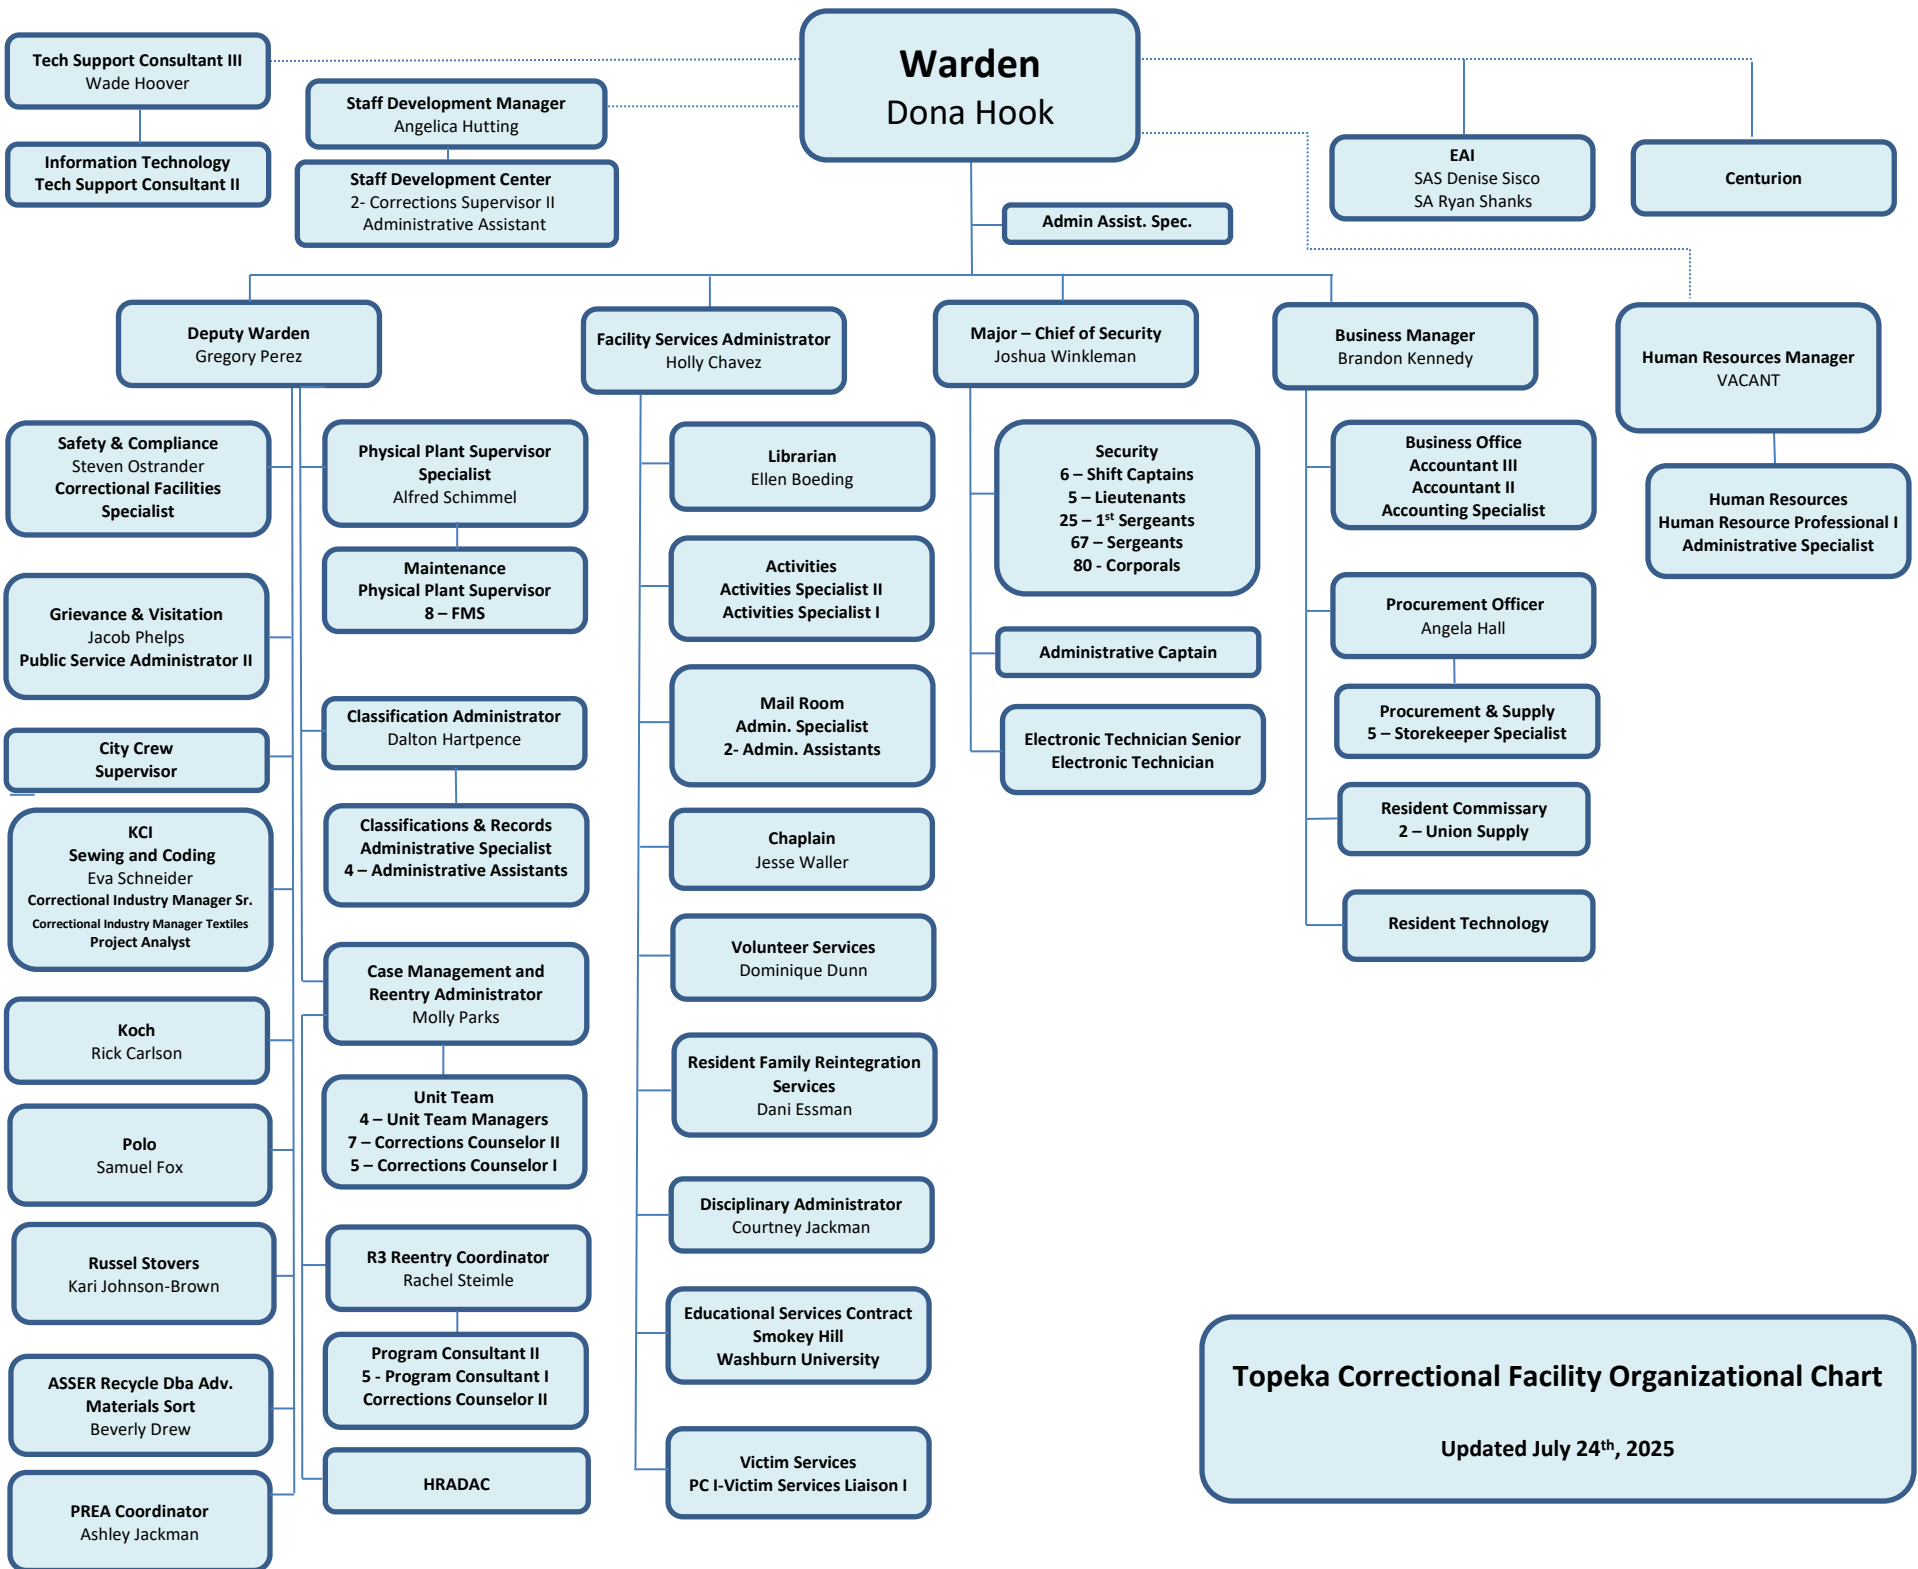 Warden
Dona Hook
Tech Support Consultant III
Wade Hoover
Information Technology
Tech Support Consultant II
Staff Development Manager
Angelica Hutting
Staff Development Center
2- Corrections Supervisor II
Administrative Assistant
EAI
SAS Denise Sisco
SA Ryan Shanks
Centurion
Admin Assist. Spec.
Deputy Warden
Gregory Perez
Facility Services Administrator
Holly Chavez
Major – Chief of Security
Joshua Winkleman
Business Manager
Brandon Kennedy
Human Resources Manager
VACANT
Human Resources
Human Resource Professional I
Administrative Specialist
Safety & Compliance
Steven Ostrander
Correctional Facilities
Specialist
Grievance & Visitation
Jacob Phelps
Public Service Administrator II
City Crew
Supervisor
KCI
Sewing and Coding
Eva Schneider
Correctional Industry Manager Sr.
Correctional Industry Manager Textiles
Project Analyst
Koch
Rick Carlson
Polo
Samuel Fox
Russel Stovers
Kari Johnson-Brown
ASSER Recycle Dba Adv.
Materials Sort
Beverly Drew
PREA Coordinator
Ashley Jackman
Physical Plant Supervisor
Specialist
Alfred Schimmel
Maintenance
Physical Plant Supervisor
8 – FMS
Classification Administrator
Dalton Hartpence
Classifications & Records
Administrative Specialist
4 – Administrative Assistants
Case Management and
Reentry Administrator
Molly Parks
Unit Team
4 – Unit Team Managers
7 – Corrections Counselor II
5 – Corrections Counselor I
R3 Reentry Coordinator
Rachel Steimle
Program Consultant II
5 - Program Consultant I
Corrections Counselor II
HRADAC
Librarian
Ellen Boeding
Activities
Activities Specialist II
Activities Specialist I
Mail Room
Admin. Specialist
2- Admin. Assistants
Chaplain
Jesse Waller
Volunteer Services
Dominique Dunn
Resident Family Reintegration
Services
Dani Essman
Disciplinary Administrator
Courtney Jackman
Educational Services Contract
Smokey Hill
Washburn University
Victim Services
PC I-Victim Services Liaison I
Security
6 – Shift Captains
5 – Lieutenants
25 – 1st Sergeants
67 – Sergeants
80 - Corporals
Administrative Captain
Electronic Technician Senior
Electronic Technician
Business Office
Accountant III
Accountant II
Accounting Specialist
Procurement Officer
Angela Hall
Procurement & Supply
5 – Storekeeper Specialist
Resident Commissary
2 – Union Supply
Resident Technology
Topeka Correctional Facility Organizational Chart
Updated July 24th, 2025